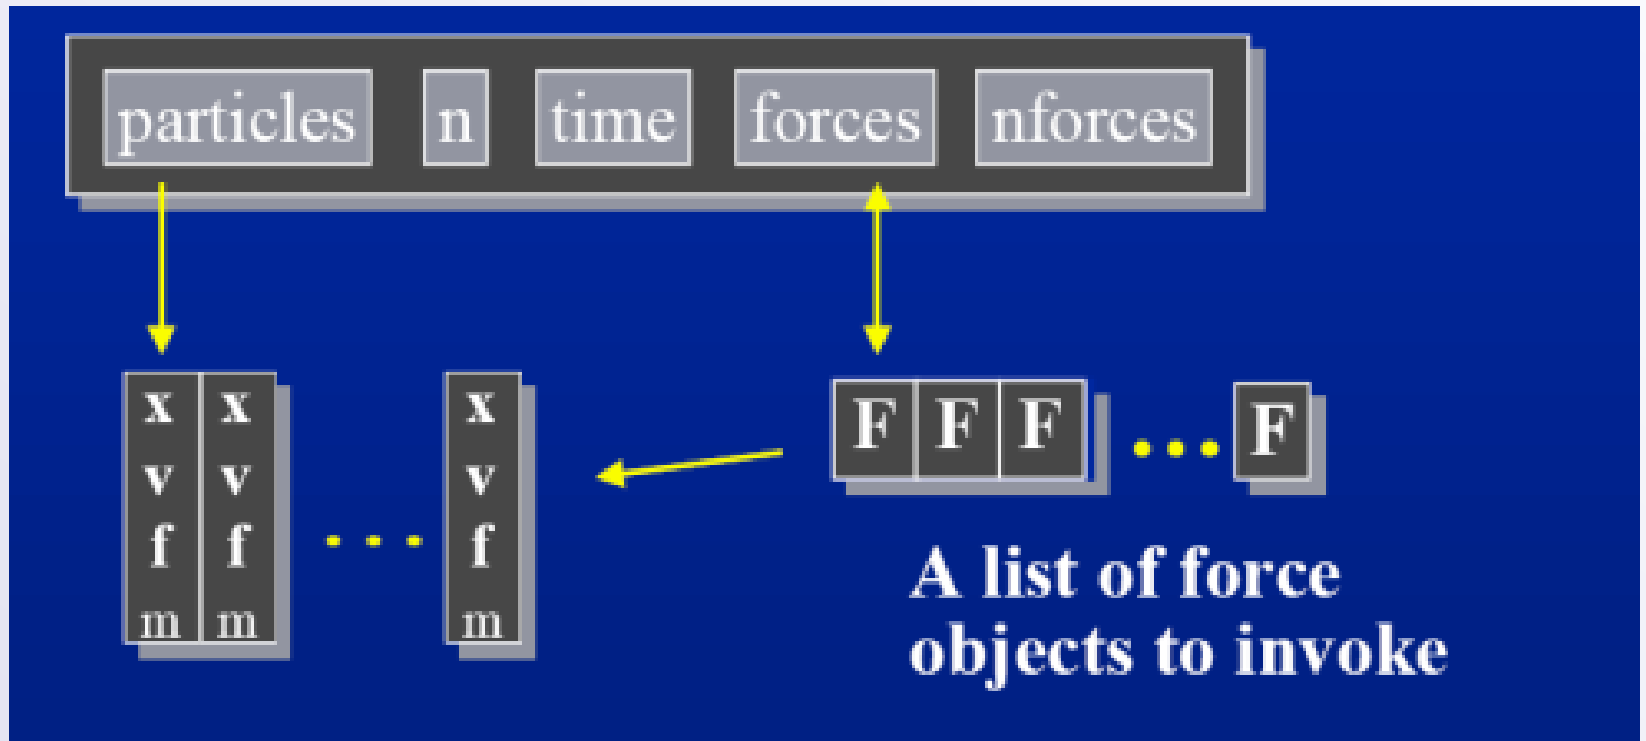 particles n time forces nforces
x x x F F F F
v v v
f f f
m m m
A list of force
objects to invoke